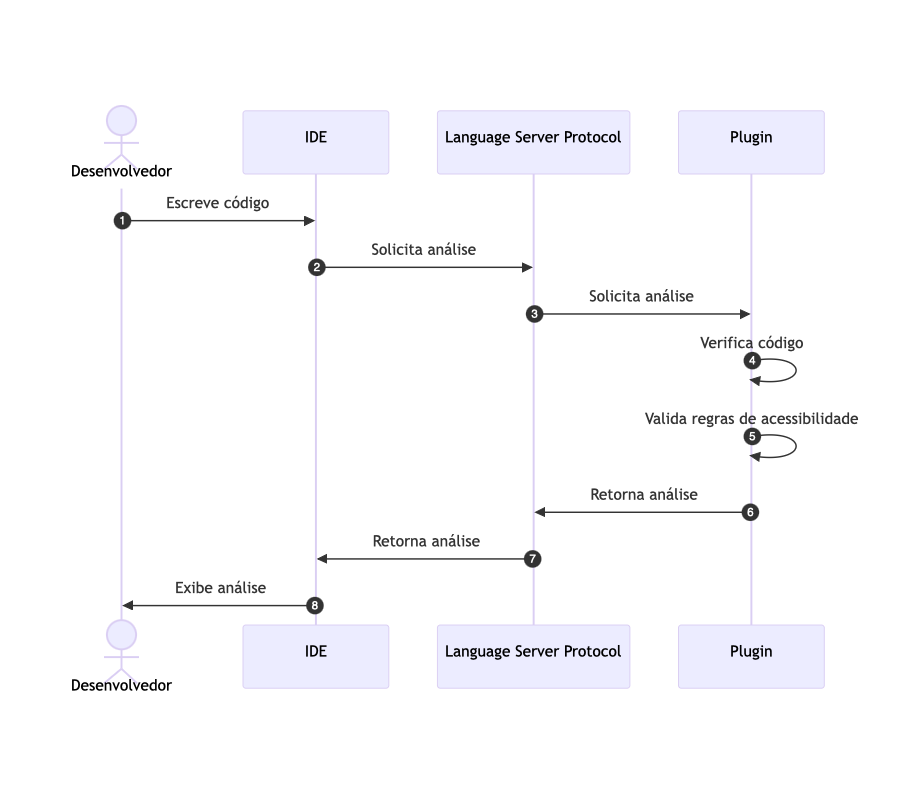 Desenvolvedor
IDE
Language Server Protocol
Plugin
Escreve código
1
Solicita análise
2
Solicita análise
3
Verifica código
4
Valida regras de acessibilidade
5
Retorna análise
6
Retorna análise
7
Exibe análise
8
Desenvolvedor
IDE
Language Server Protocol
Plugin